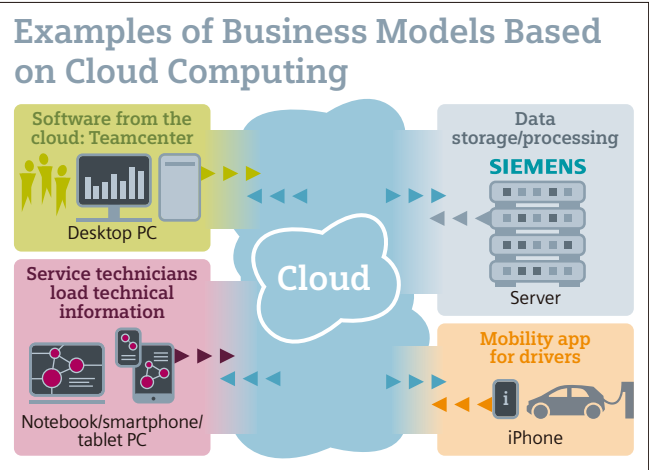 Examples of Business Models Based
on Cloud Computing
Software from the
cloud: Teamcenter
Desktop PC
Service technicians
load technical
information
Notebook/smartphone/
tablet PC
Cloud
Data
storage/processing
SIEMENS
Server
Mobility app
for drivers
i
iPhone